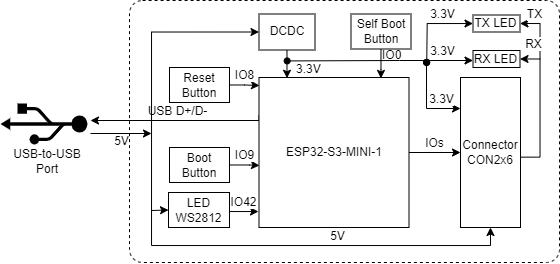 TX
3.3V
TX LED
Self Boot
Button
DCDC
RX
3.3V
RX LED
IO0
3.3V
Reset
Button
IO8
3.3V
USB D+/D-
USB-to-USB
Port
5V
ESP32-S3-MINI-1
IOs
Connector
CON2x6
Boot
Button
IO9
LED
WS2812
IO42
5V